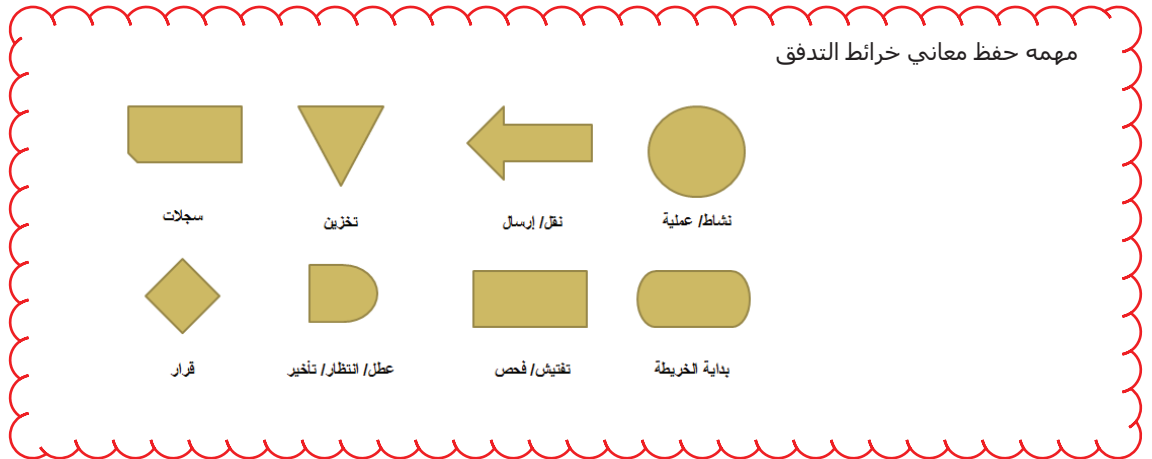 مهمه حفظ معاني خرائط التدفق
نشاط/ عملية
نقل/ إرسال
تخزين
سجلات
بداية الخريطة
تفتيش/ فحص
عطل/ انتظار/ تأخير
قرار